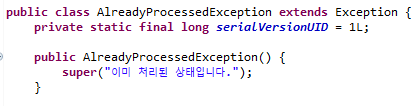 public class AlreadyProcessedException extends Exception {
    private static final long serialVersionUID = 1L;
    public AlreadyProcessedException() {
        super("이미 처리된 상태입니다.");
    }